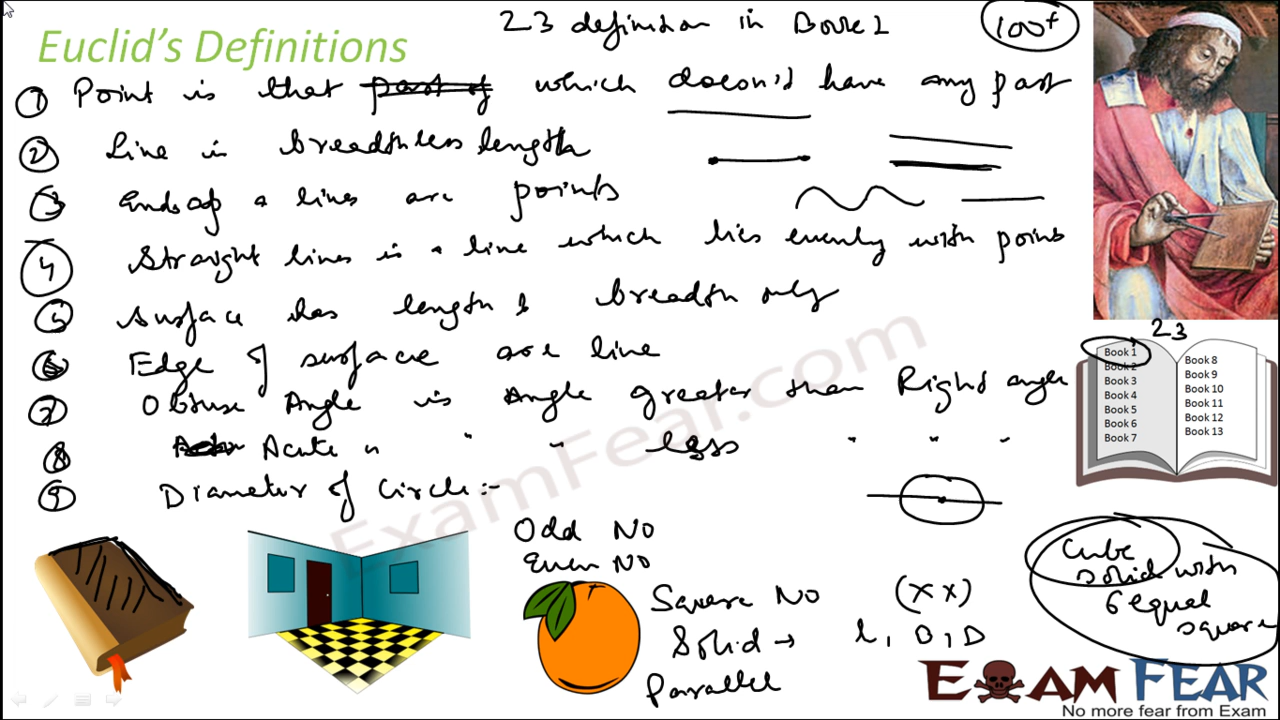 Euclid's Definitions
23 definition in Book 1
100+
① Point is that part of which doesn't have any part
② Line is breadthless length
③ Ends of a lines are points
④ Straight lines is a line which lies evenly with point
⑤ Surface has length & breadth only
⑥ Edge of surface are line
⑦ Obtuse Angle is Angle greater than Right angle
⑧ Acute " " " less " " "
⑨ Diameter of Circle :-
23
Book 1
Book 2
Book 3
Book 4
Book 5
Book 6
Book 7
Book 8
Book 9
Book 10
Book 11
Book 12
Book 13
Odd No
Even No
Square No (x x)
Solid → l, B, D
Parallel
Cube
solid with
6 equal
square
ExamFear.com
EXAM FEAR
No more fear from Exam